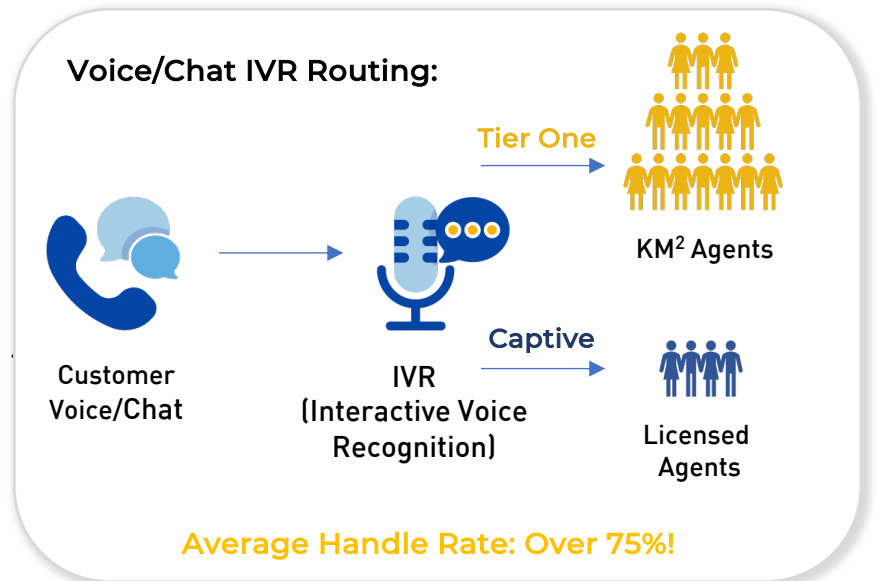 Voice/Chat IVR Routing:
Tier One
KM² Agents
Captive
Customer
Voice/Chat
IVR
(Interactive Voice
Recognition)
Licensed
Agents
Average Handle Rate: Over 75%!